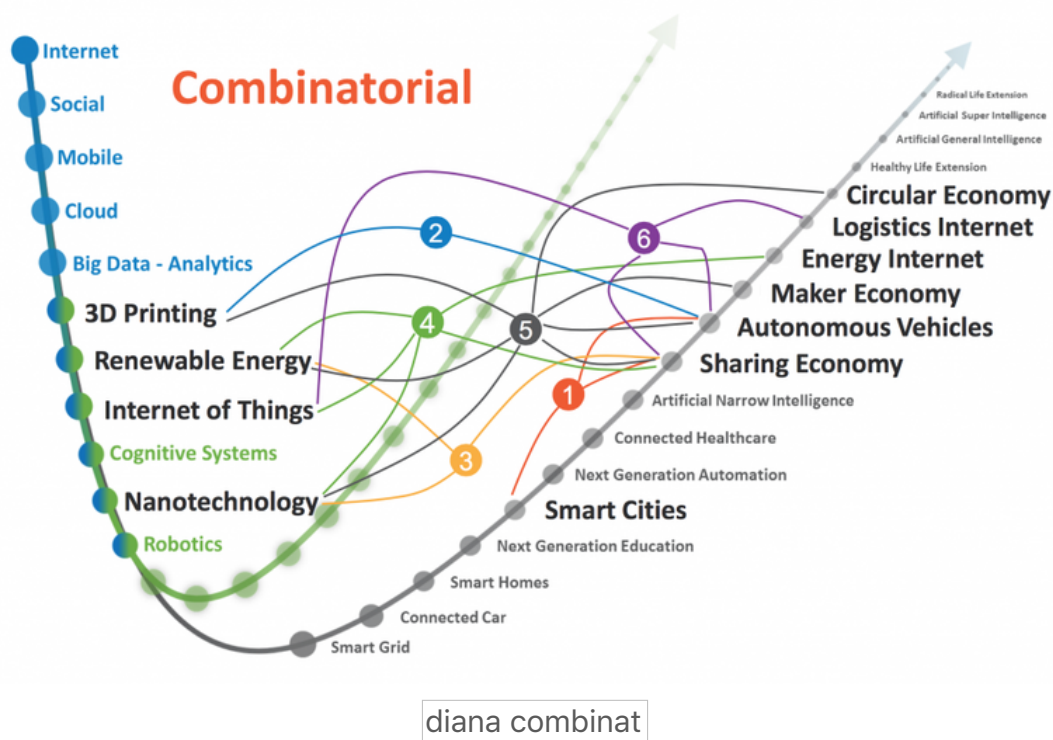 Combinatorial
Internet
Social
Mobile
Cloud
Big Data - Analytics
3D Printing
Renewable Energy
Internet of Things
Cognitive Systems
Nanotechnology
Robotics
2
6
4
5
1
3
Radical Life Extension
Artificial Super Intelligence
Artificial General Intelligence
Healthy Life Extension
Circular Economy
Logistics Internet
Energy Internet
Maker Economy
Autonomous Vehicles
Sharing Economy
Artificial Narrow Intelligence
Connected Healthcare
Next Generation Automation
Smart Cities
Next Generation Education
Smart Homes
Connected Car
Smart Grid
diana combinat